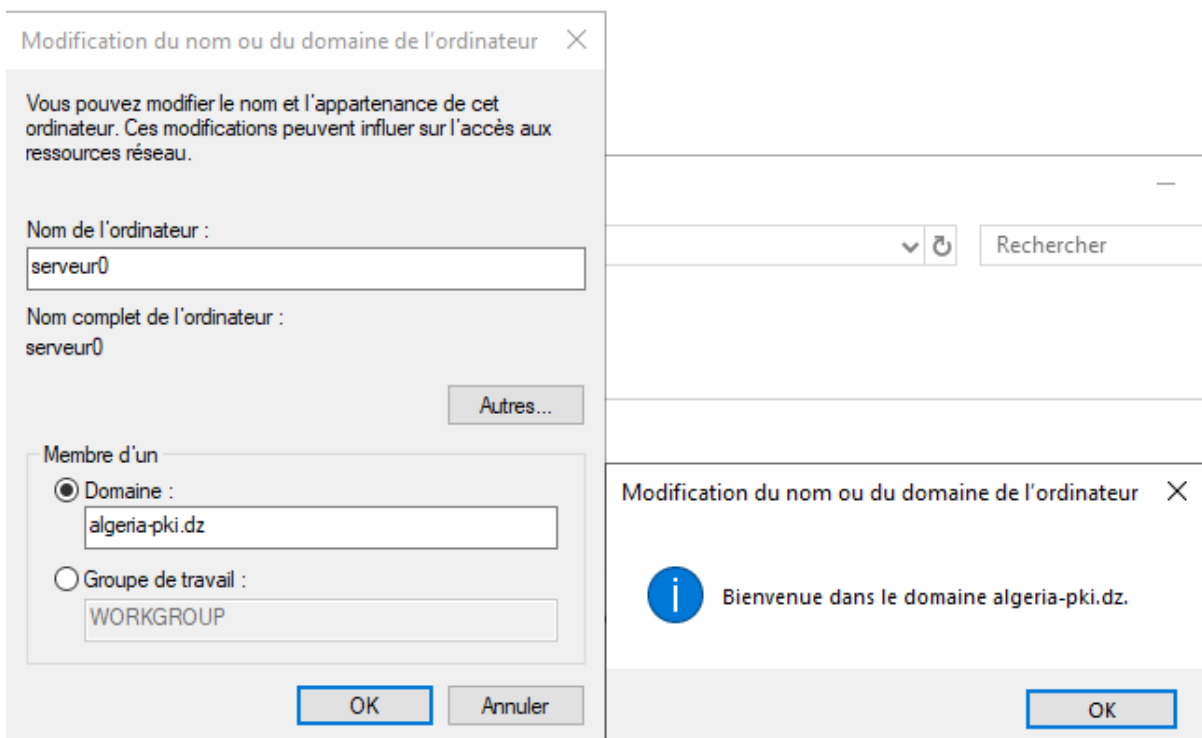 Modification du nom ou du domaine de l'ordinateur
Vous pouvez modifier le nom et l'appartenance de cet
ordinateur. Ces modifications peuvent influer sur l'accès aux
ressources réseau.
Nom de l'ordinateur :
serveur0
Nom complet de l'ordinateur :
serveur0
Autres...
Membre d'un
Domaine :
algeria-pki.dz
Groupe de travail :
WORKGROUP
OK
Annuler
Rechercher
Modification du nom ou du domaine de l'ordinateur
Bienvenue dans le domaine algeria-pki.dz.
OK